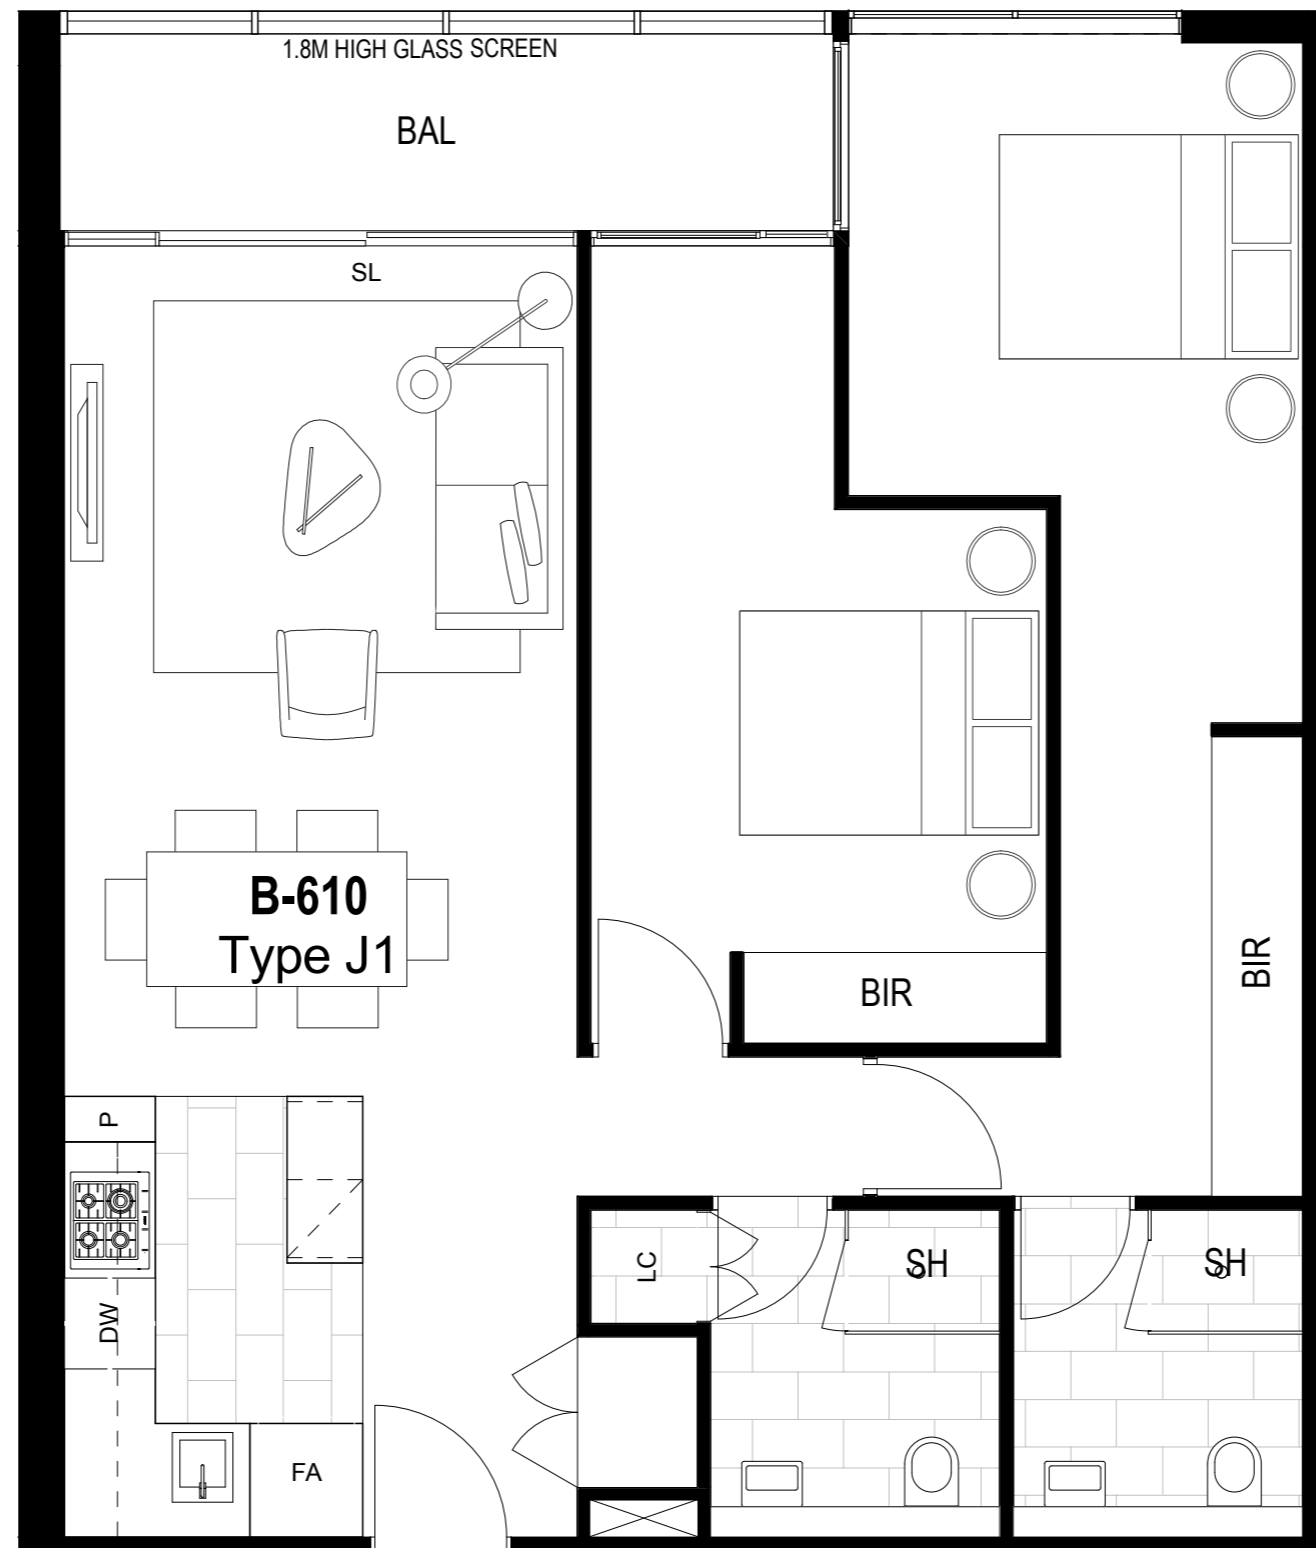 1.8M HIGH GLASS SCREEN
BAL
SL
B-610
Type J1
BIR
BIR
P
DW
FA
LC
SH
SH